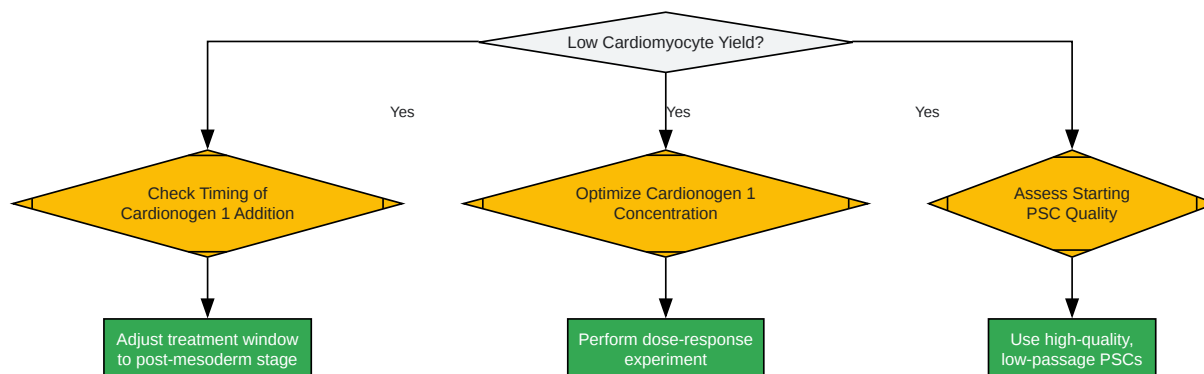 Low Cardiomyocyte Yield?
Yes
Yes
Yes
Check Timing of
Cardionogen 1 Addition
Optimize Cardionogen 1
Concentration
Assess Starting
PSC Quality
Adjust treatment window
to post-mesoderm stage
Perform dose-response
experiment
Use high-quality,
low-passage PSCs